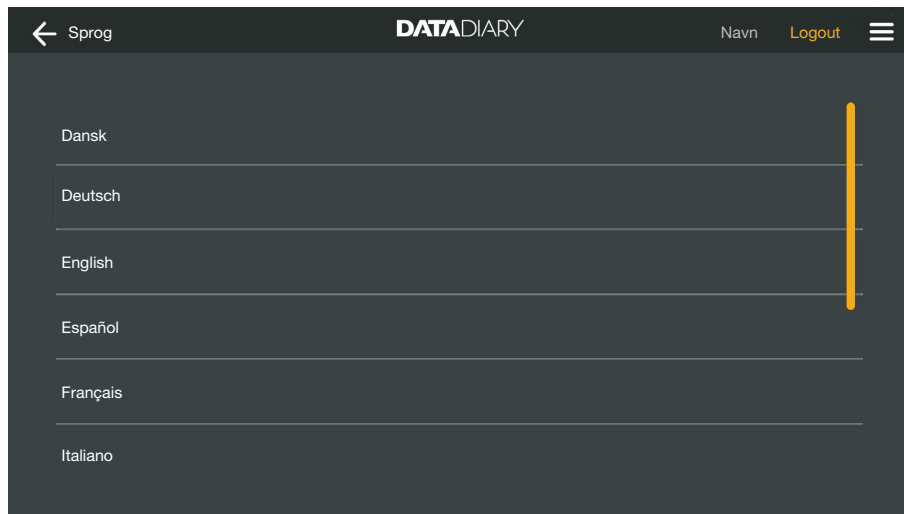 Sprog DATADIARY Navn Logout
Dansk
Deutsch
English
Español
Français
Italiano